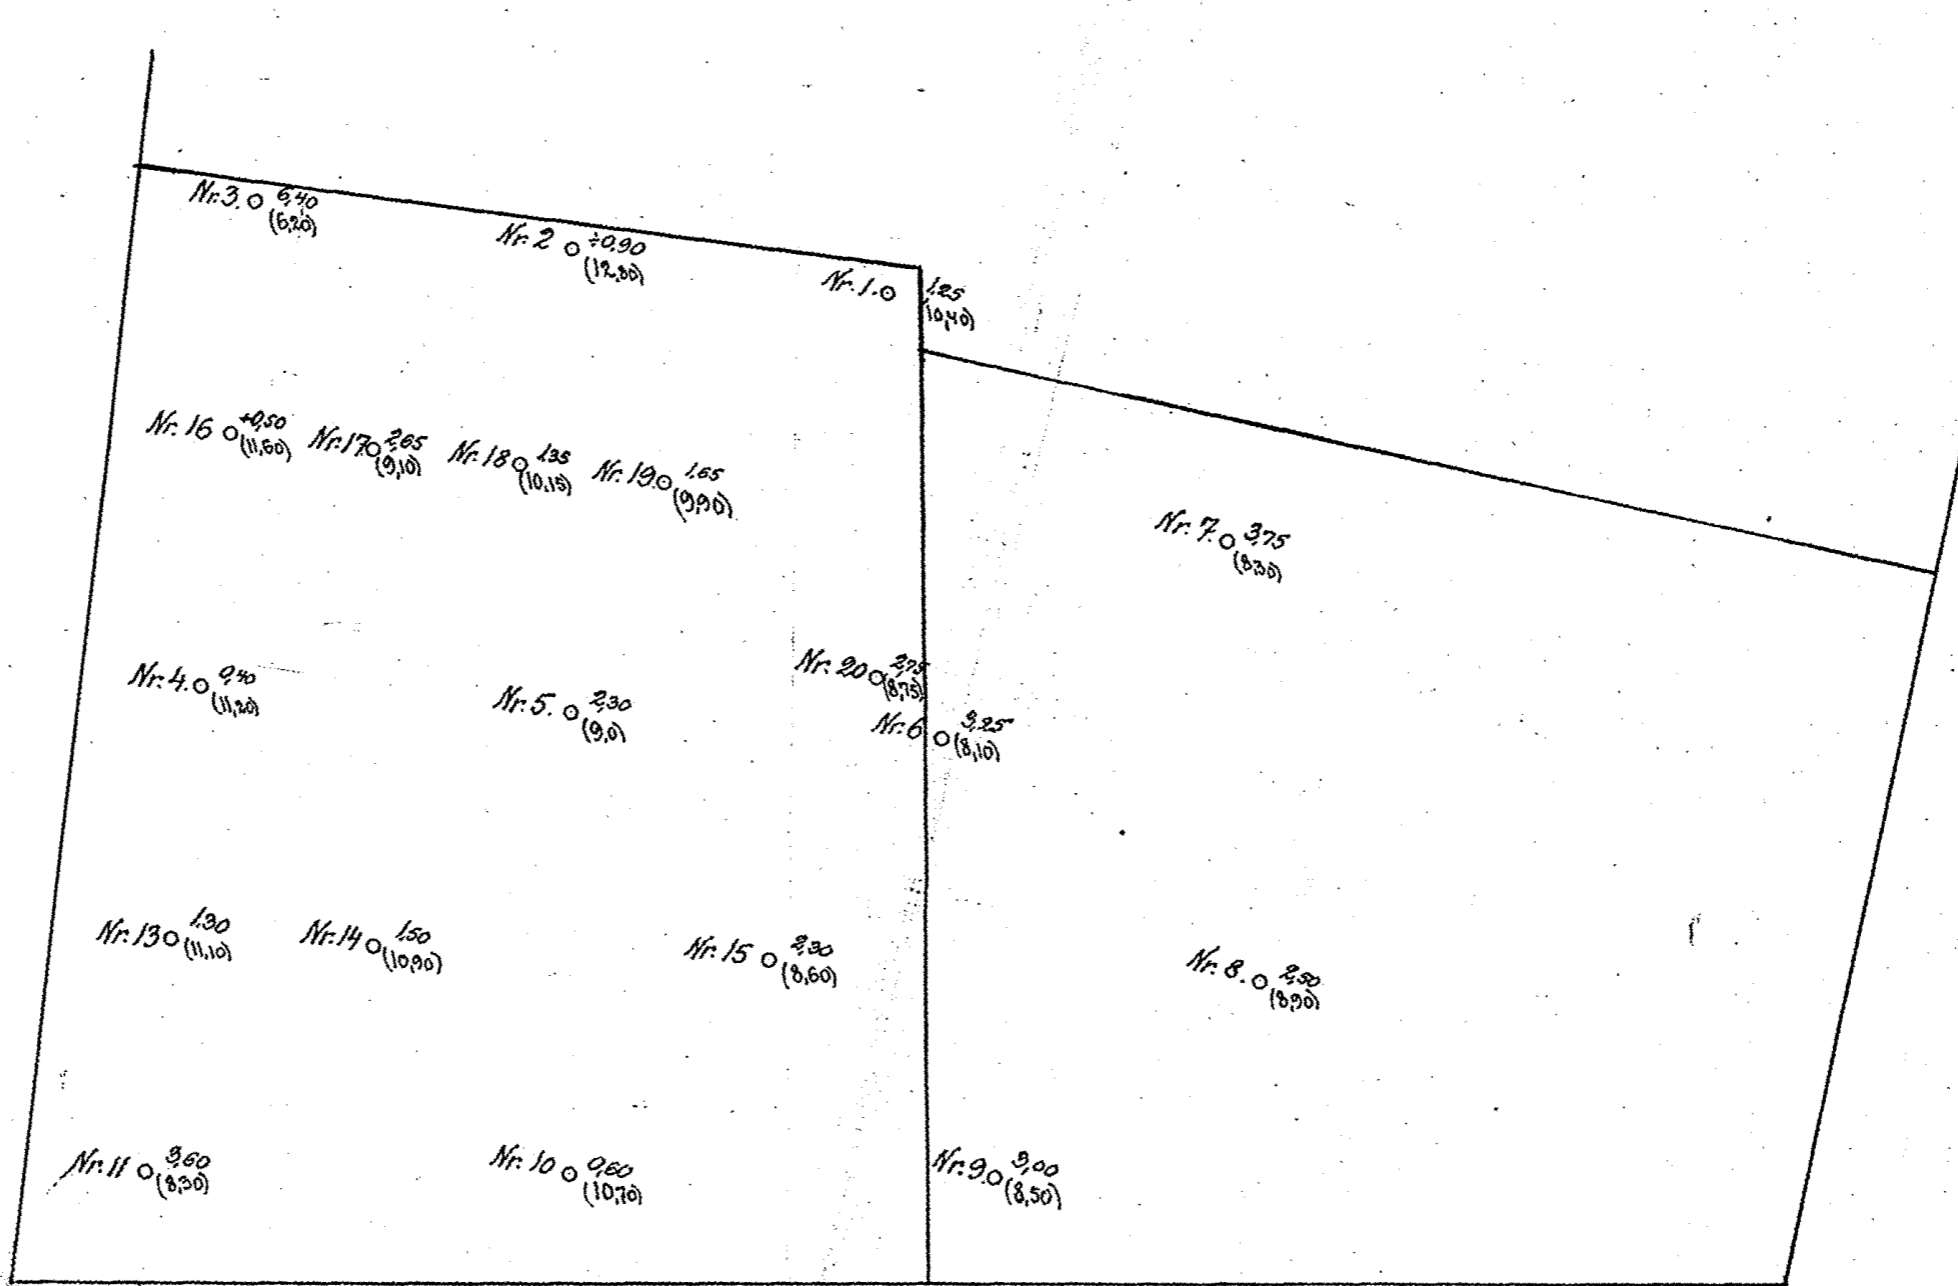 Nr.3. 6,40
(6,20)
Nr. 2 ÷0,90
(12,80)
Nr. 1. 1,25
(10,40)
Nr. 16 ÷0,50
(11,60)
Nr. 17 2,65
(9,10)
Nr. 18 1,35
(10,15)
Nr. 19. 1,65
(9,90)
Nr. 7. 3,75
(8,30)
Nr. 20 2,75
(8,75)
Nr. 4. 0,40
(11,20)
Nr. 5. 2,30
(9,0)
Nr. 6 3,25
(8,10)
Nr. 13 1,30
(11,10)
Nr. 14 1,50
(10,90)
Nr. 15 2,30
(8,60)
Nr. 8. 2,50
(8,90)
Nr. 11 3,60
(8,30)
Nr. 10 0,60
(10,70)
Nr. 9. 3,00
(8,50)